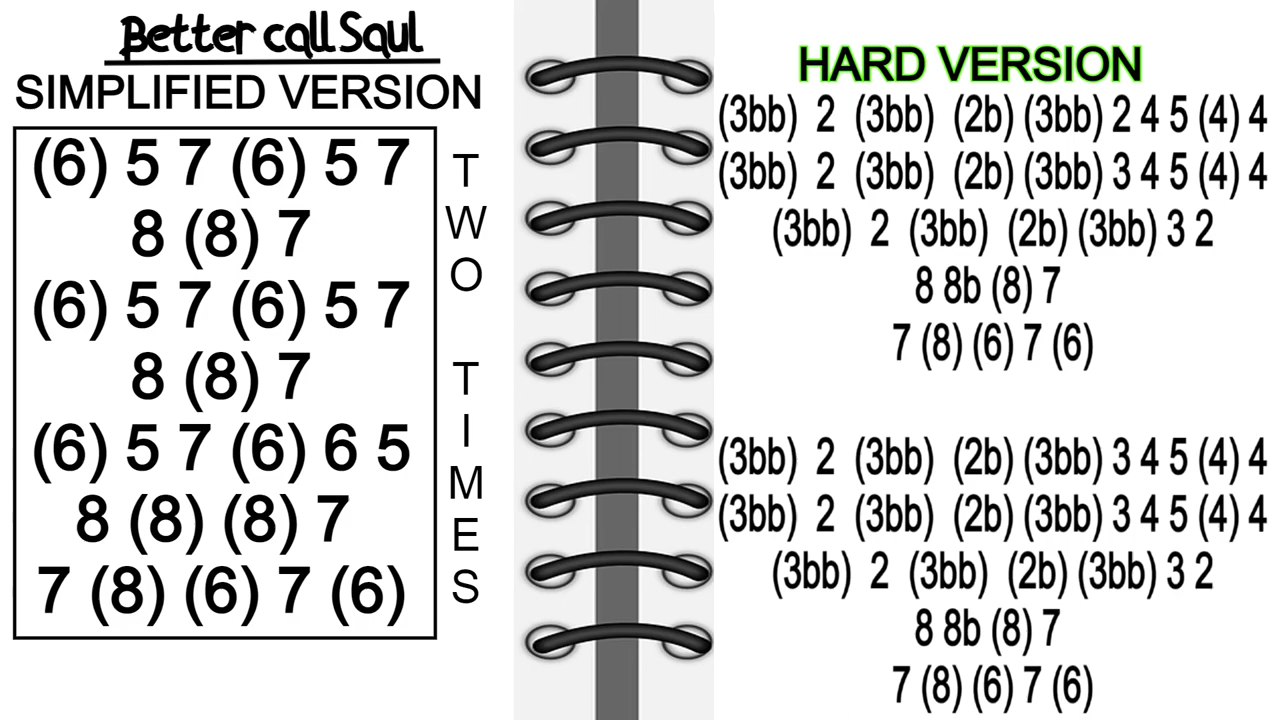 Better call Saul
SIMPLIFIED VERSION
(6) 5 7 (6) 5 7
8 (8) 7
(6) 5 7 (6) 5 7
8 (8) 7
(6) 5 7 (6) 6 5
8 (8) (8) 7
7 (8) (6) 7 (6)
TWO TIMES
HARD VERSION
(3bb) 2 (3bb) (2b) (3bb) 2 4 5 (4) 4
(3bb) 2 (3bb) (2b) (3bb) 3 4 5 (4) 4
(3bb) 2 (3bb) (2b) (3bb) 3 2
8 8b (8) 7
7 (8) (6) 7 (6)
(3bb) 2 (3bb) (2b) (3bb) 3 4 5 (4) 4
(3bb) 2 (3bb) (2b) (3bb) 3 4 5 (4) 4
(3bb) 2 (3bb) (2b) (3bb) 3 2
8 8b (8) 7
7 (8) (6) 7 (6)